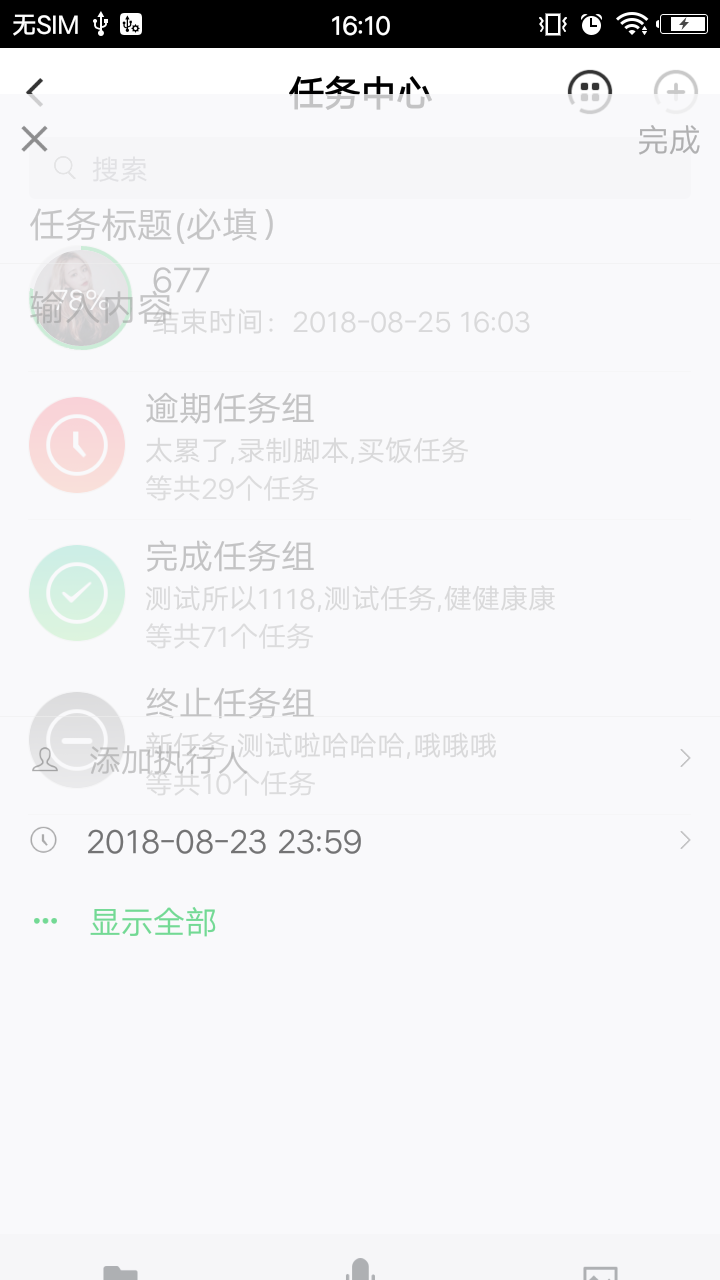 无SIM 16:10
任务中心
完成
搜索
任务标题(必填)
677
78%
输入内容
结束时间：2018-08-25 16:03
逾期任务组
太累了,录制脚本,买饭任务
等共29个任务
完成任务组
测试所以1118,测试任务,健健康康
等共71个任务
终止任务组
新任务,测试啦哈哈哈,哦哦哦
添加执行人
等共10个任务
2018-08-23 23:59
显示全部